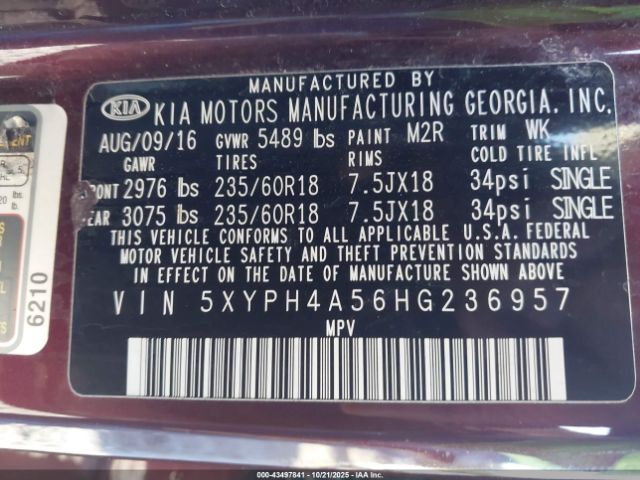 MANUFACTURED BY
KIA KIA MOTORS MANUFACTURING GEORGIA. INC,
AUG/09/16 GVWR 5489 lbs PAINT M2R TRIM WK
GAWR TIRES RIMS COLD TIRE INFL
RONT 2976 lbs 235/60R18 7.5JX18 34psi SINGLE
EAR 3075 lbs 235/60R18 7.5JX18 34psi SINGLE
THIS VEHICLE CONFORMS TO ALL APPLICABLE U.S.A. FEDERAL
MOTOR VEHICLE SAFETY AND THEFT PREVENTION STANDARDS
IN EFFECT ON THE DATE OF MANUFACTURE SHOWN ABOVE
VIN 5XYPH4A56HG236957
MPV
6210
© 43497841 - 10/21/2025 - IAA Inc.